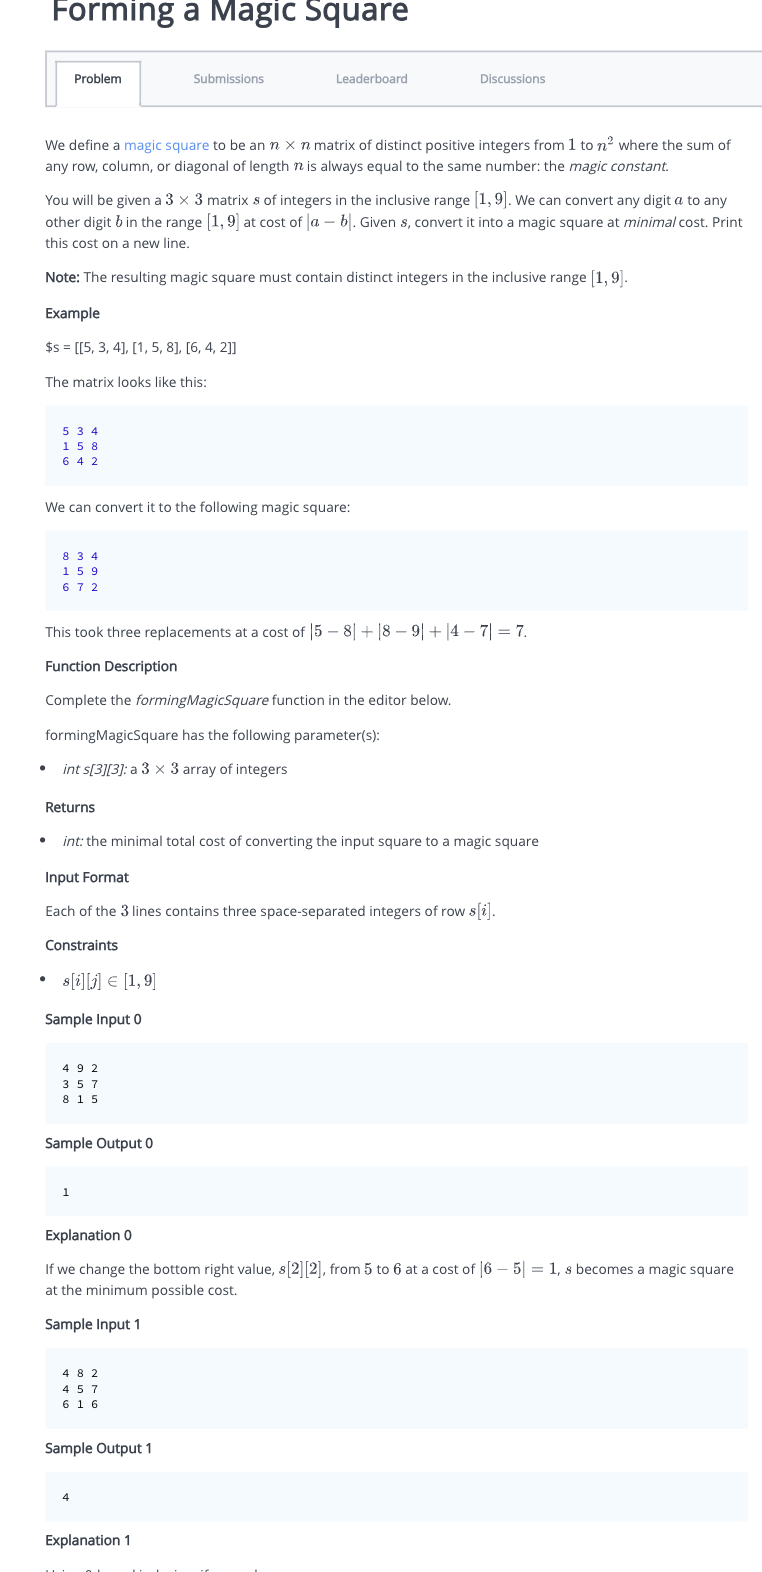 Forming a Magic Square
Problem Submissions Leaderboard Discussions
We define a magic square to be an n × n matrix of distinct positive integers from 1 to n² where the sum of
any row, column, or diagonal of length n is always equal to the same number: the magic constant.
You will be given a 3 × 3 matrix s of integers in the inclusive range [1, 9]. We can convert any digit a to any
other digit b in the range [1, 9] at cost of |a − b|. Given s, convert it into a magic square at minimal cost. Print
this cost on a new line.
Note: The resulting magic square must contain distinct integers in the inclusive range [1, 9].
Example
$s = [[5, 3, 4], [1, 5, 8], [6, 4, 2]]
The matrix looks like this:
5 3 4
1 5 8
6 4 2
We can convert it to the following magic square:
8 3 4
1 5 9
6 7 2
This took three replacements at a cost of |5 − 8| + |8 − 9| + |4 − 7| = 7.
Function Description
Complete the formingMagicSquare function in the editor below.
formingMagicSquare has the following parameter(s):
• int s[3][3]: a 3 × 3 array of integers
Returns
• int: the minimal total cost of converting the input square to a magic square
Input Format
Each of the 3 lines contains three space-separated integers of row s[i].
Constraints
• s[i][j] ∈ [1, 9]
Sample Input 0
4 9 2
3 5 7
8 1 5
Sample Output 0
1
Explanation 0
If we change the bottom right value, s[2][2], from 5 to 6 at a cost of |6 − 5| = 1, s becomes a magic square
at the minimum possible cost.
Sample Input 1
4 8 2
4 5 7
6 1 6
Sample Output 1
4
Explanation 1